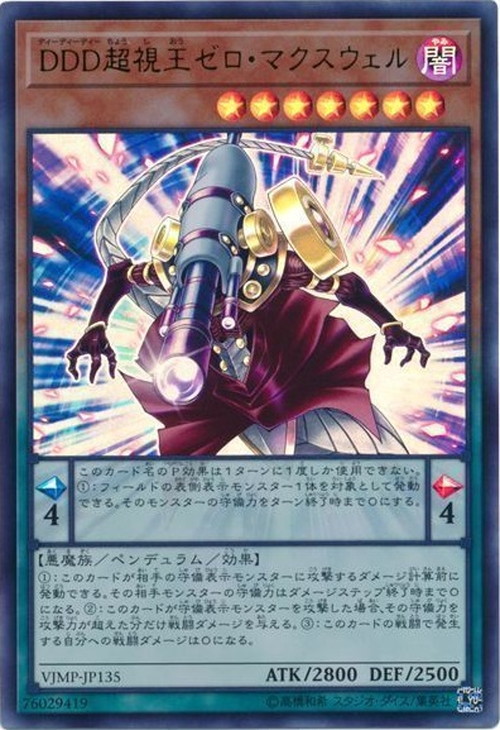 ディーディーディー ちょう し おう
DDD超視王ゼロ・マクスウェル
やみ
闇
このカード名のP効果は1ターンに1度しか使用できない。
①：フィールドの表側表示モンスター1体を対象として発動
できる。そのモンスターの守備力をターン終了時まで0にする。
4
4
【悪魔族／ペンデュラム／効果】
①：このカードが相手の守備表示モンスターに攻撃するダメージ計算前に
発動できる。その相手モンスターの守備力はダメージステップ終了時まで0
になる。②：このカードが守備表示モンスターを攻撃した場合、その守備力を
攻撃力が超えた分だけ戦闘ダメージを与える。③：このカードの戦闘で発生
する自分への戦闘ダメージは0になる。
VJMP-JP135
ATK/2800 DEF/2500
76029419
©高橋和希 スタジオ・ダイス/集英社